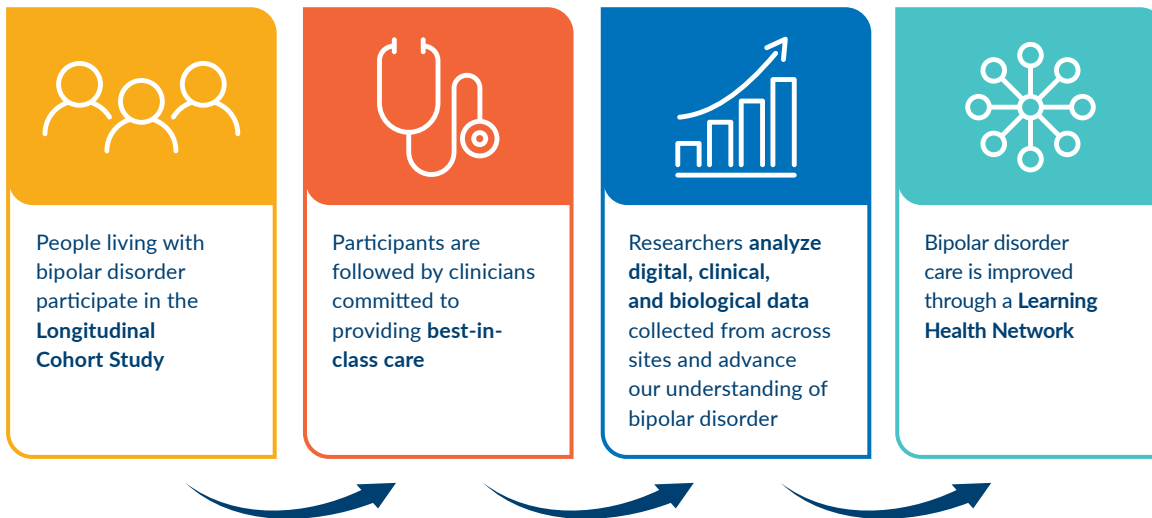 People living with
bipolar disorder
participate in the
Longitudinal
Cohort Study
Participants are
followed by clinicians
committed to
providing best-in-
class care
Researchers analyze
digital, clinical,
and biological data
collected from across
sites and advance
our understanding of
bipolar disorder
Bipolar disorder
care is improved
through a Learning
Health Network